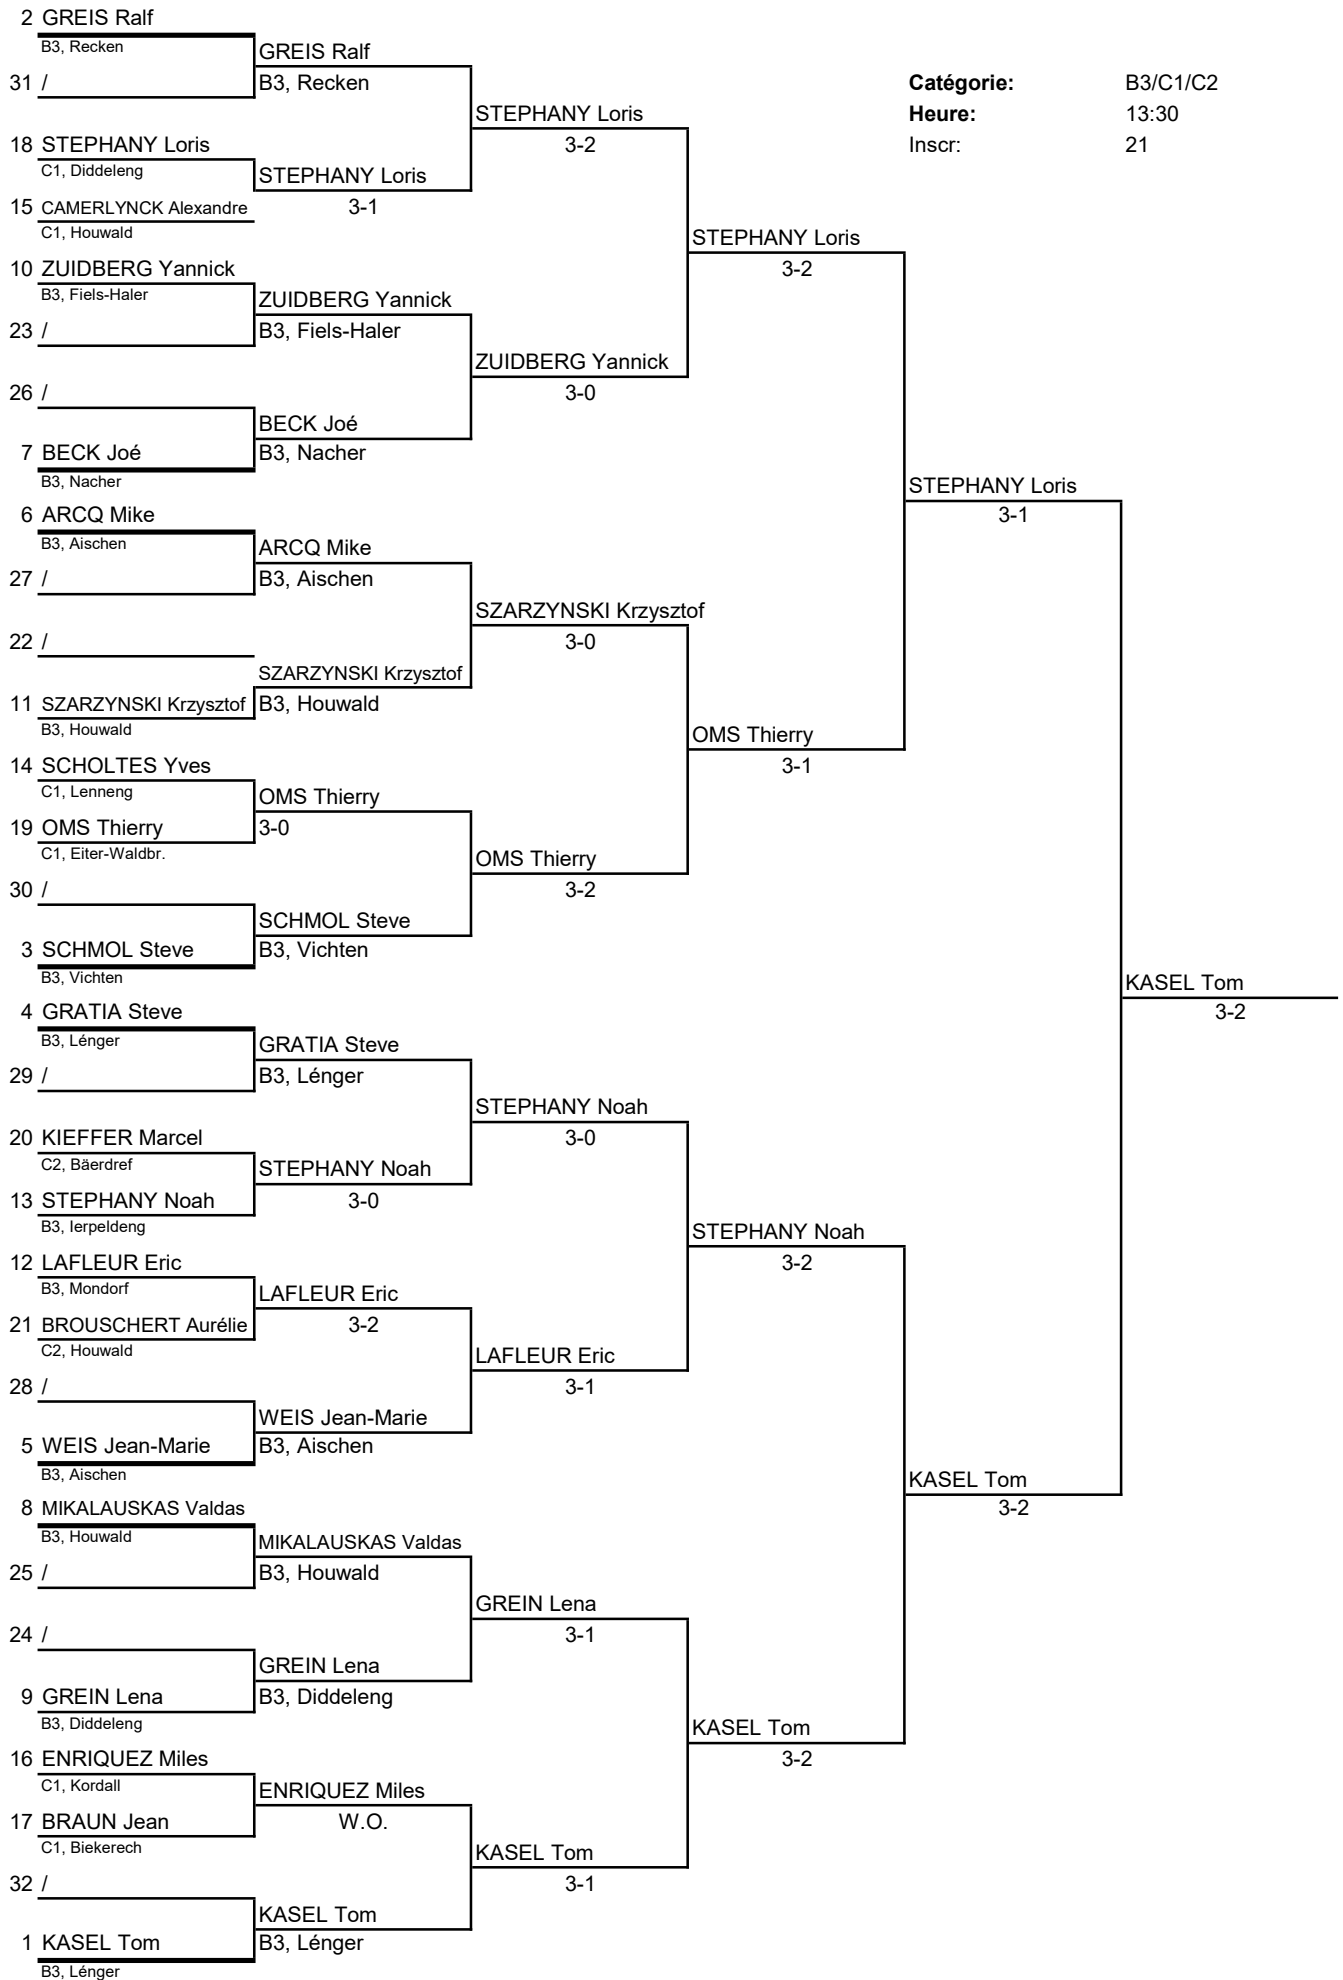 2 GREIS Ralf
B3, Recken
GREIS Ralf
31 /
B3, Recken
Catégorie: B3/C1/C2
STEPHANY Loris
Heure: 13:30
18 STEPHANY Loris
3-2
Inscr: 21
C1, Diddeleng
STEPHANY Loris
15 CAMERLYNCK Alexandre
3-1
C1, Houwald
STEPHANY Loris
10 ZUIDBERG Yannick
3-2
B3, Fiels-Haler
ZUIDBERG Yannick
23 /
B3, Fiels-Haler
ZUIDBERG Yannick
26 /
3-0
BECK Joé
7 BECK Joé
B3, Nacher
B3, Nacher
STEPHANY Loris
6 ARCQ Mike
3-1
B3, Aischen
ARCQ Mike
27 /
B3, Aischen
SZARZYNSKI Krzysztof
22 /
3-0
SZARZYNSKI Krzysztof
11 SZARZYNSKI Krzysztof
B3, Houwald
B3, Houwald
OMS Thierry
14 SCHOLTES Yves
3-1
C1, Lenneng
OMS Thierry
19 OMS Thierry
3-0
C1, Eiter-Waldbr.
OMS Thierry
30 /
3-2
SCHMOL Steve
3 SCHMOL Steve
B3, Vichten
B3, Vichten
KASEL Tom
4 GRATIA Steve
3-2
B3, Lénger
GRATIA Steve
29 /
B3, Lénger
STEPHANY Noah
20 KIEFFER Marcel
3-0
C2, Bäerdref
STEPHANY Noah
13 STEPHANY Noah
3-0
B3, Ierpeldeng
STEPHANY Noah
12 LAFLEUR Eric
3-2
B3, Mondorf
LAFLEUR Eric
21 BROUSCHERT Aurélie
3-2
C2, Houwald
LAFLEUR Eric
28 /
3-1
WEIS Jean-Marie
5 WEIS Jean-Marie
B3, Aischen
B3, Aischen
KASEL Tom
8 MIKALAUSKAS Valdas
3-2
B3, Houwald
MIKALAUSKAS Valdas
25 /
B3, Houwald
GREIN Lena
24 /
3-1
GREIN Lena
9 GREIN Lena
B3, Diddeleng
B3, Diddeleng
KASEL Tom
16 ENRIQUEZ Miles
3-2
C1, Kordall
ENRIQUEZ Miles
17 BRAUN Jean
W.O.
C1, Biekerech
KASEL Tom
32 /
3-1
KASEL Tom
1 KASEL Tom
B3, Lénger
B3, Lénger